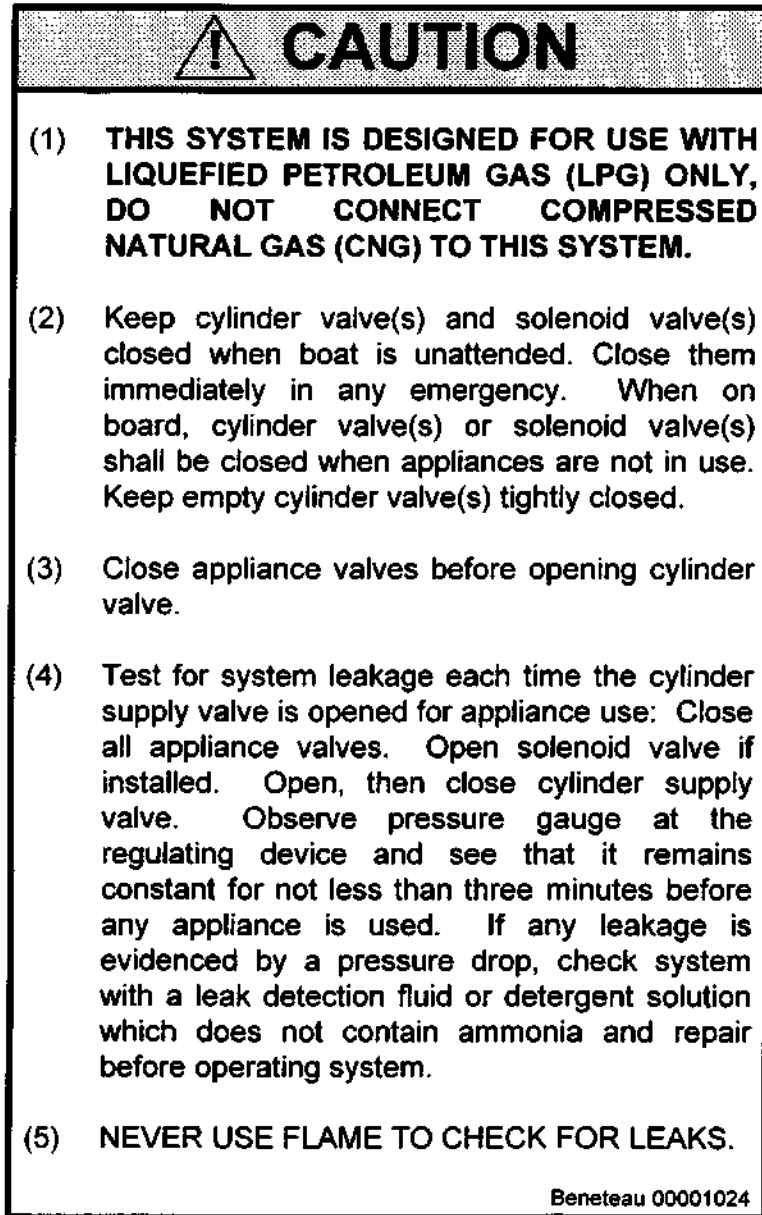 CAUTION
(1) THIS SYSTEM IS DESIGNED FOR USE WITH
LIQUEFIED PETROLEUM GAS (LPG) ONLY,
DO NOT CONNECT COMPRESSED
NATURAL GAS (CNG) TO THIS SYSTEM.
(2) Keep cylinder valve(s) and solenoid valve(s)
closed when boat is unattended. Close them
immediately in any emergency. When on
board, cylinder valve(s) or solenoid valve(s)
shall be closed when appliances are not in use.
Keep empty cylinder valve(s) tightly closed.
(3) Close appliance valves before opening cylinder
valve.
(4) Test for system leakage each time the cylinder
supply valve is opened for appliance use: Close
all appliance valves. Open solenoid valve if
installed. Open, then close cylinder supply
valve. Observe pressure gauge at the
regulating device and see that it remains
constant for not less than three minutes before
any appliance is used. If any leakage is
evidenced by a pressure drop, check system
with a leak detection fluid or detergent solution
which does not contain ammonia and repair
before operating system.
(5) NEVER USE FLAME TO CHECK FOR LEAKS.
Beneteau 00001024